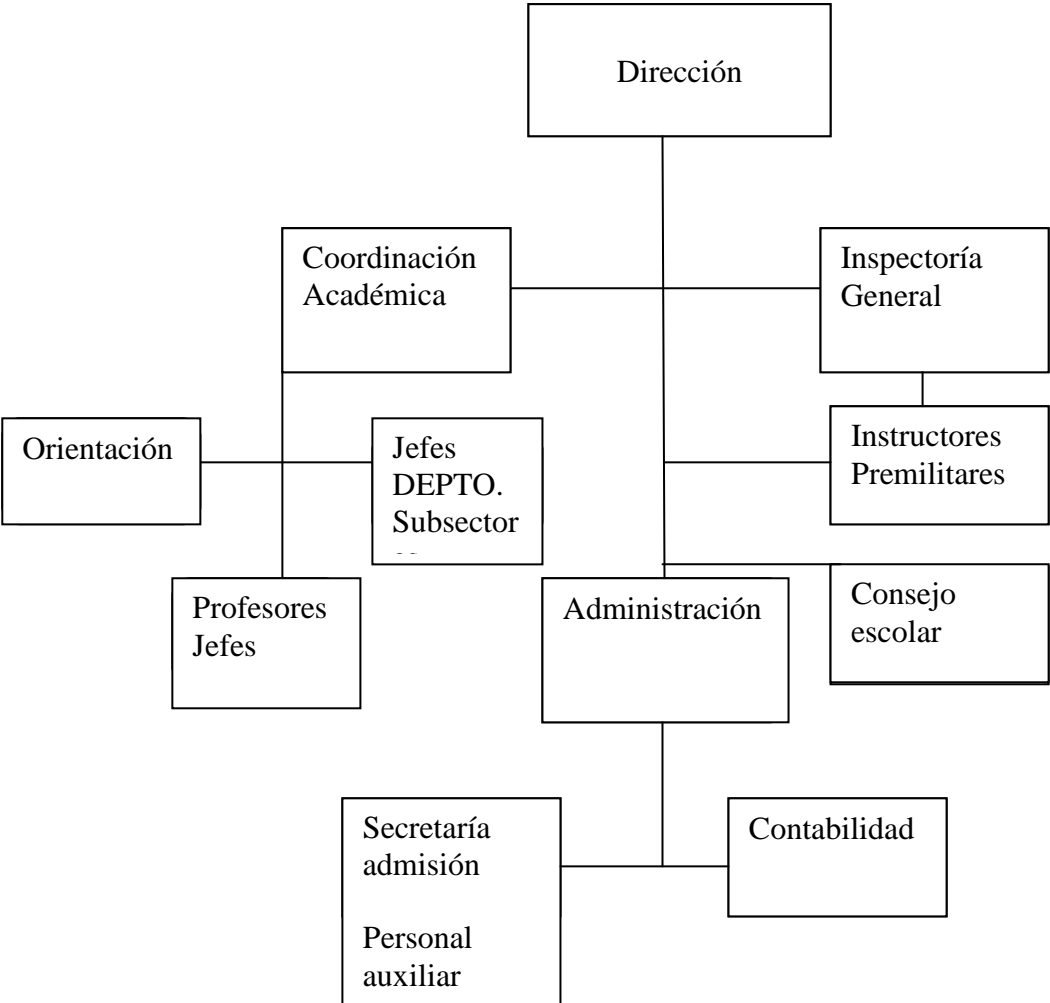 Dirección
Coordinación
Académica
Inspectoría
General
Orientación
Jefes
DEPTO.
Subsector
Instructores
Premilitares
Profesores
Jefes
Administración
Consejo
escolar
Secretaría
admisión
Personal
auxiliar
Contabilidad